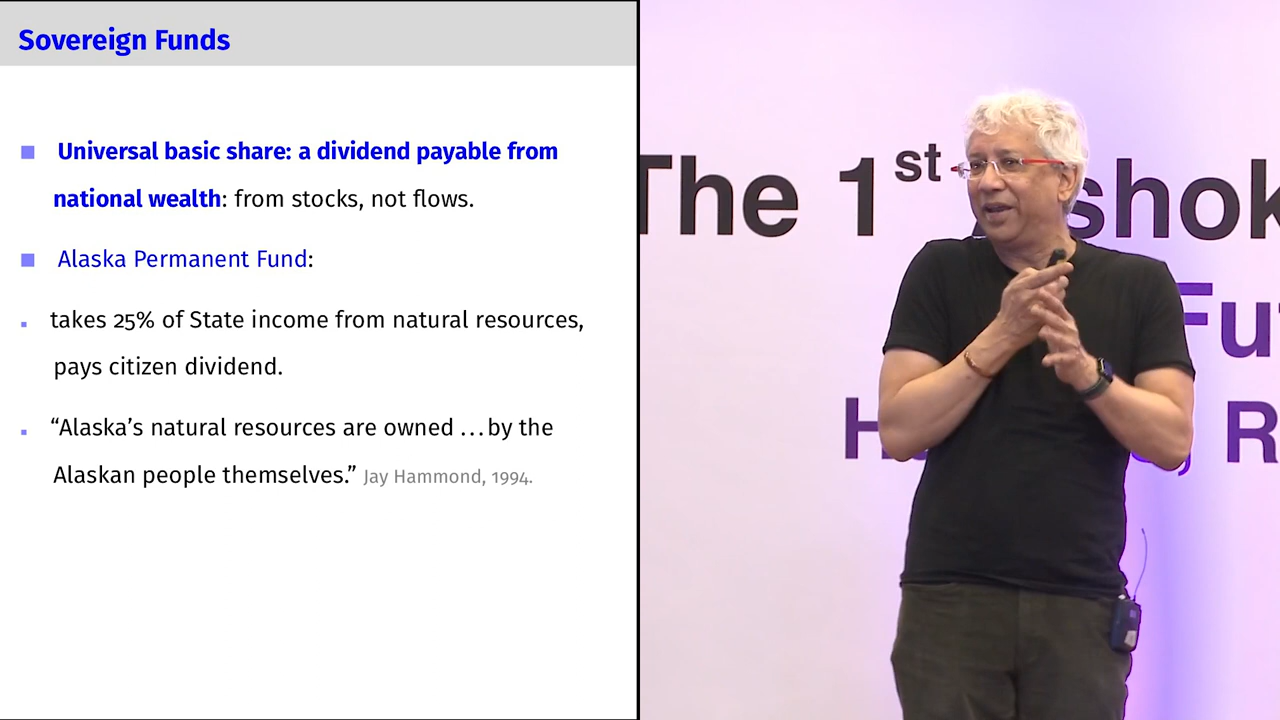 Sovereign Funds
Universal basic share: a dividend payable from
national wealth: from stocks, not flows.
Alaska Permanent Fund:
takes 25% of State income from natural resources,
pays citizen dividend.
“Alaska’s natural resources are owned ...by the
Alaskan people themselves.” Jay Hammond, 1994.
The 1st shok
Fu
H R